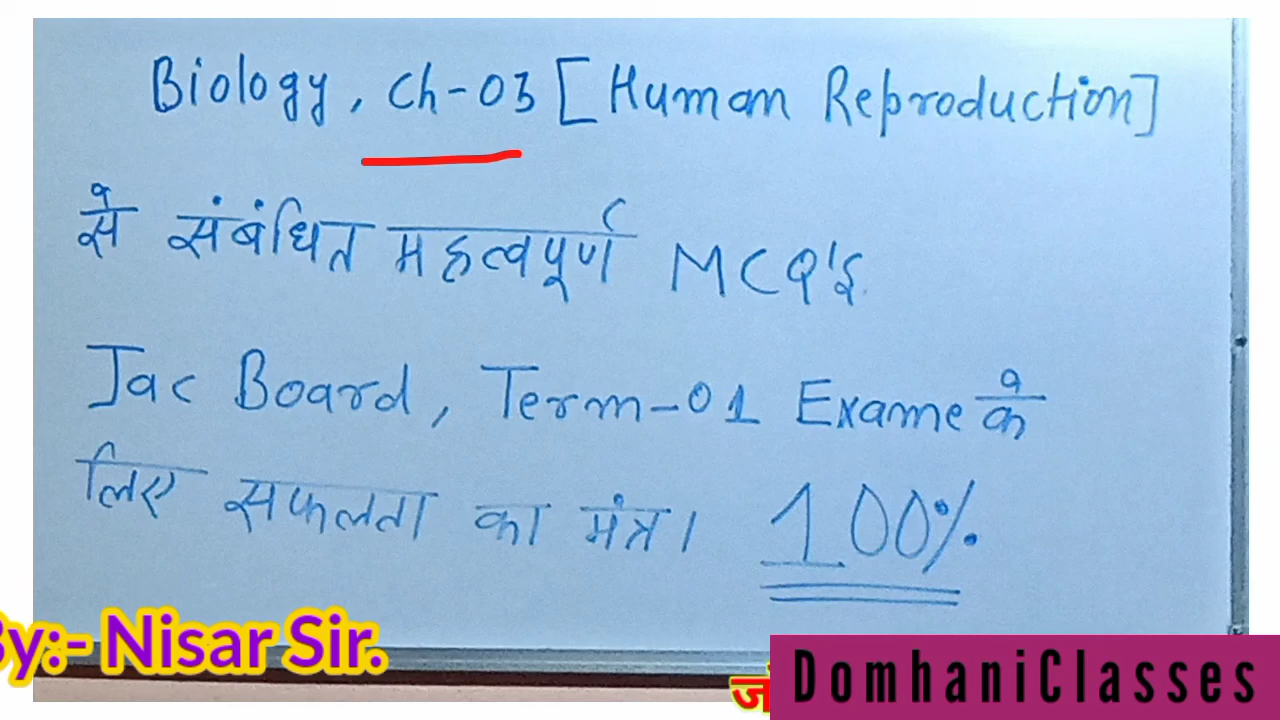 Biology, Ch-03 [Human Reproduction]
से संबंधित महत्वपूर्ण MCQ's.
Jac Board, Term-01 Exame के
लिए सफलता का मंत्र। 100%
By:- Nisar Sir.
DomhaniClasses